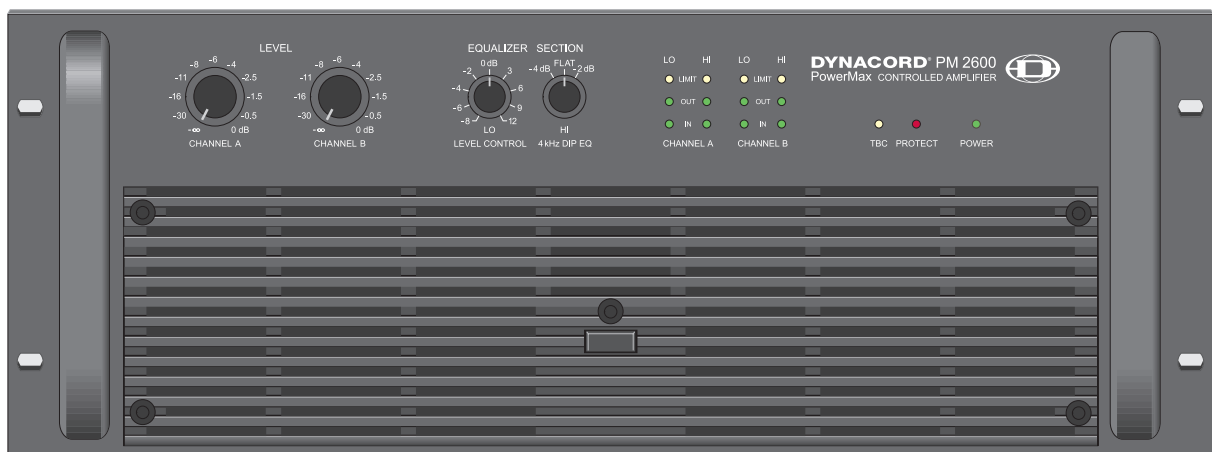 LEVEL
-8 -6 -4
-11 -2.5
-16 -1.5
-30 -0.5
-∞ 0 dB
CHANNEL A
-8 -6 -4
-11 -2.5
-16 -1.5
-30 -0.5
-∞ 0 dB
CHANNEL B
EQUALIZER SECTION
0 dB
-2 3
-4 6
-6 9
-8 12
LO
LEVEL CONTROL
FLAT
-4 dB -2 dB
HI
4 kHz DIP EQ
LO HI LO HI
LIMIT LIMIT
OUT OUT
IN IN
CHANNEL A CHANNEL B
DYNACORD® PM 2600
PowerMax CONTROLLED AMPLIFIER
TBC PROTECT POWER